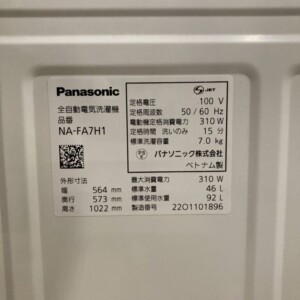 Panasonic
全自動電気洗濯機
品番
NA-FA7H1
外形寸法
幅 564 mm
奥行 573 mm
高さ 1022 mm
JET
定格電圧 100 V
定格周波数 50 / 60 Hz
電動機定格消費電力 310 W
定格時間 洗いのみ 15 分
標準洗濯容量 7.0 kg
パナソニック株式会社
ベトナム製
最大消費電力 310 W
標準水量 46 L
標準使用水量 92 L
製造番号 2201101896